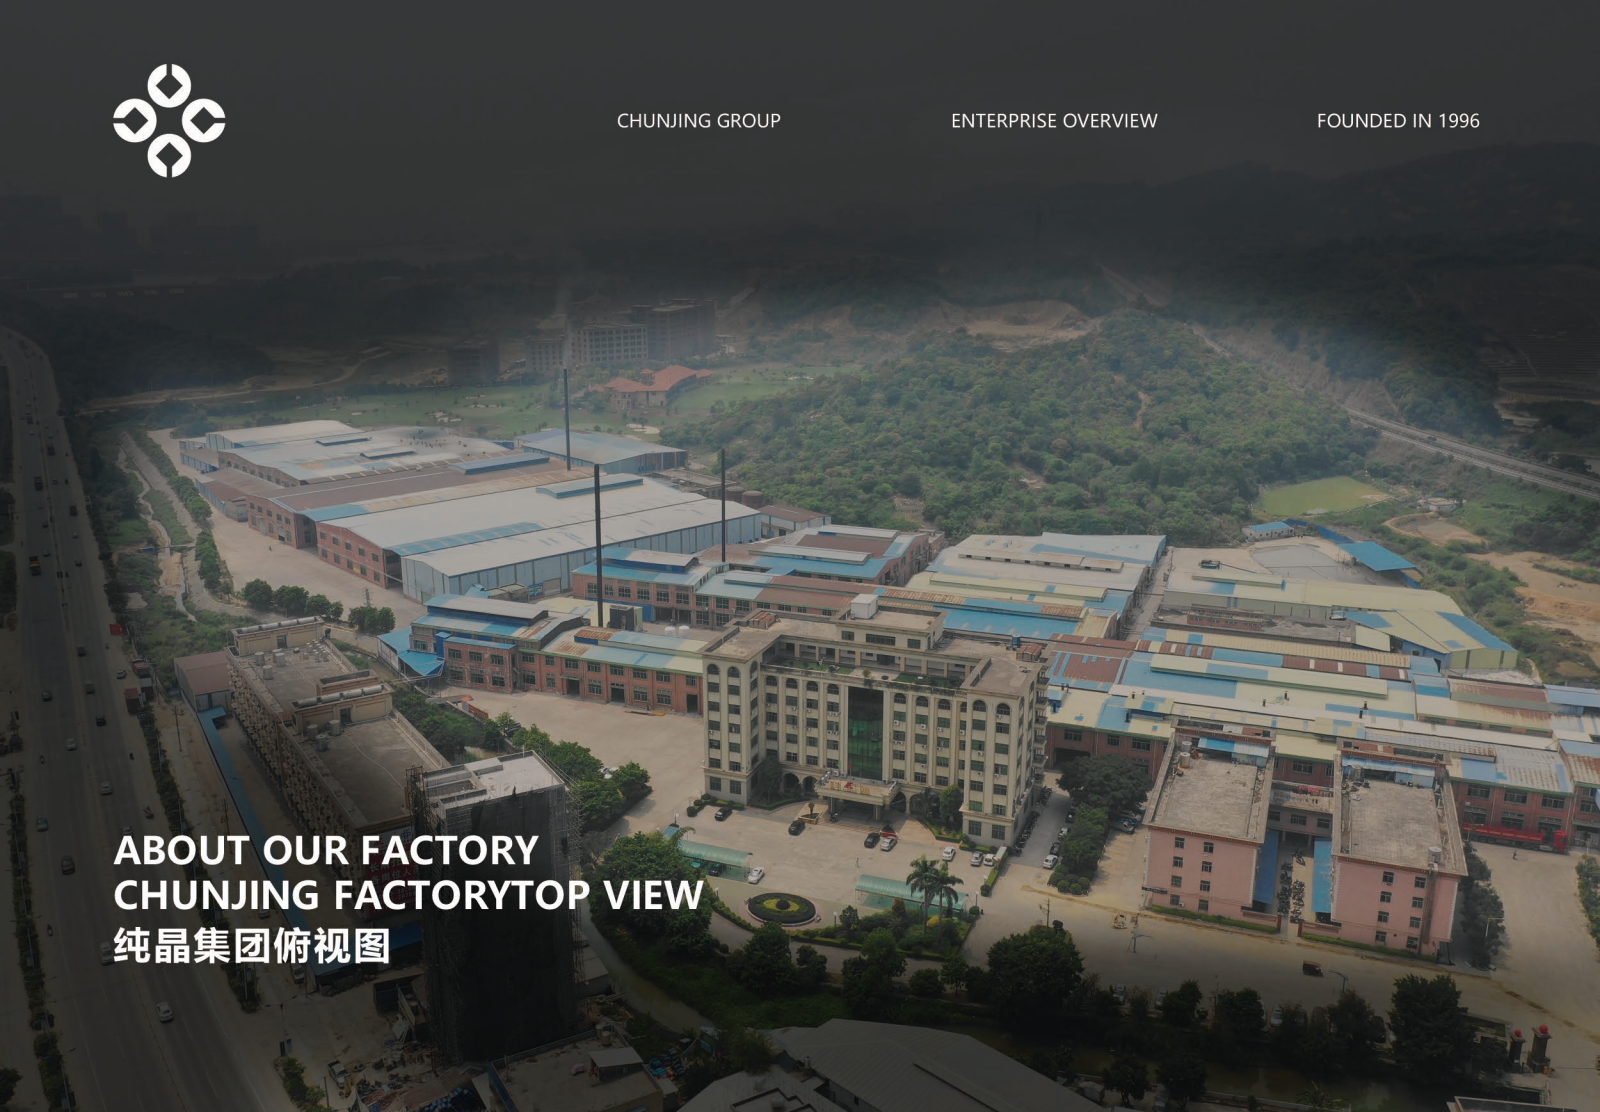 CHUNJING GROUP
ENTERPRISE OVERVIEW
FOUNDED IN 1996
ABOUT OUR FACTORY
CHUNJING FACTORYTOP VIEW
纯晶集团俯视图